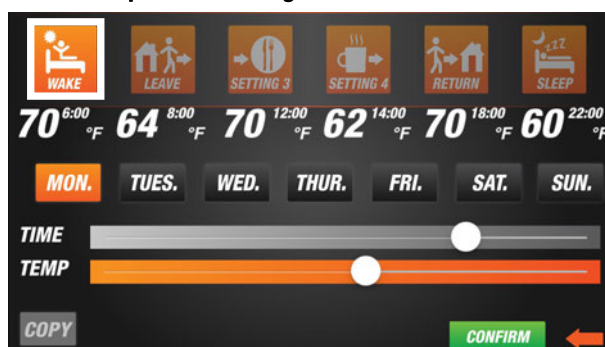 WAKE LEAVE SETTING 3 SETTING 4 zzz RETURN SLEEP
70 6:00 °F 64 8:00 °F 70 12:00 °F 62 14:00 °F 70 18:00 °F 60 22:00 °F
MON. TUES. WED. THUR. FRI. SAT. SUN.
TIME
TEMP
COPY CONFIRM